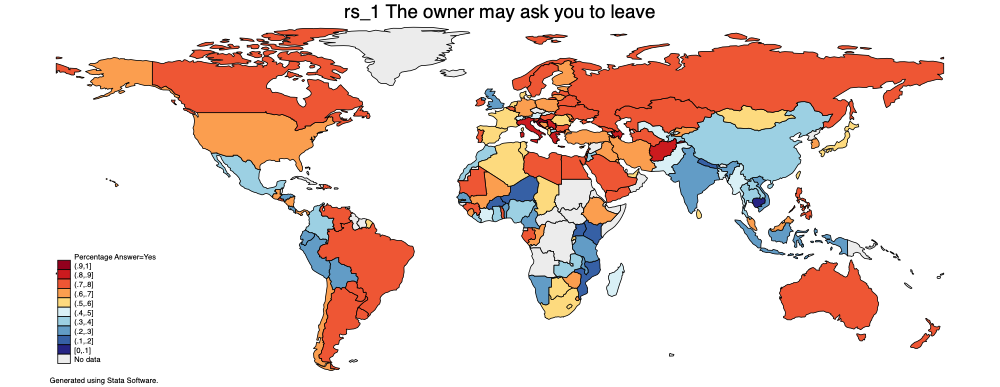 rs_1 The owner may ask you to leave
Percentage Answer=Yes
(.9,1]
(.8,.9]
(.7,.8]
(.6,.7]
(.5,.6]
(.4,.5]
(.3,.4]
(.2,.3]
(.1,.2]
[0,.1]
No data
Generated using Stata Software.